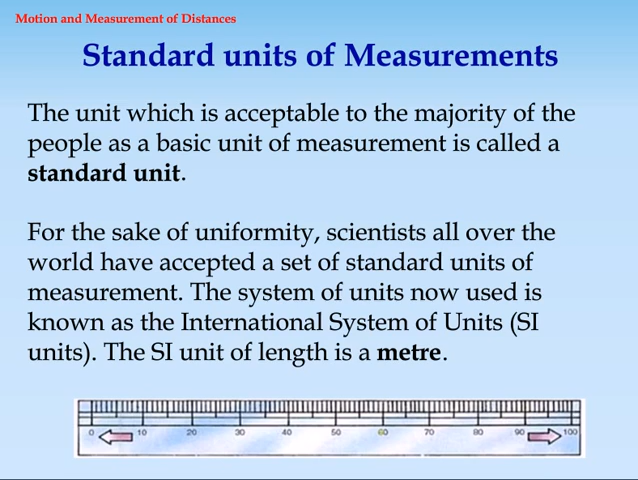 Motion and Measurement of Distances
Standard units of Measurements
The unit which is acceptable to the majority of the
people as a basic unit of measurement is called a
standard unit.
For the sake of uniformity, scientists all over the
world have accepted a set of standard units of
measurement. The system of units now used is
known as the International System of Units (SI
units). The SI unit of length is a metre.
0 10 20 30 40 50 60 70 80 90 100